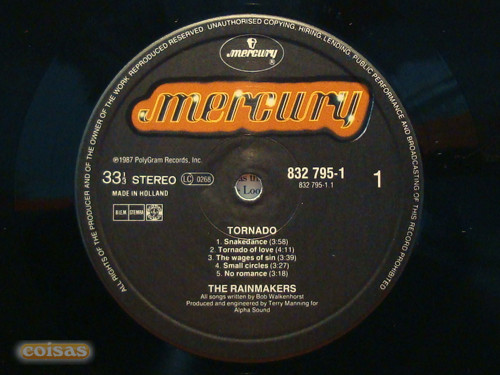 ALL RIGHTS OF THE PRODUCER AND OF THE OWNER OF THE WORK REPRODUCED RESERVED. UNAUTHORISED COPYING, HIRING, LENDING, PUBLIC PERFORMANCE AND BROADCASTING OF THIS RECORD PROHIBITED
mercury ®
mercury
℗1987 PolyGram Records, Inc.
33 1/3 STEREO LC 0268
MADE IN HOLLAND
832 795-1
832 795-1.1
1
B.I.E.M. STEMRA
TORNADO
1. Snakedance (3:58)
2. Tornado of love (4:11)
3. The wages of sin (3:39)
4. Small circles (3:27)
5. No romance (3:18)
THE RAINMAKERS
All songs written by Bob Walkenhorst
Produced and engineered by Terry Manning for
Alpha Sound
coisas